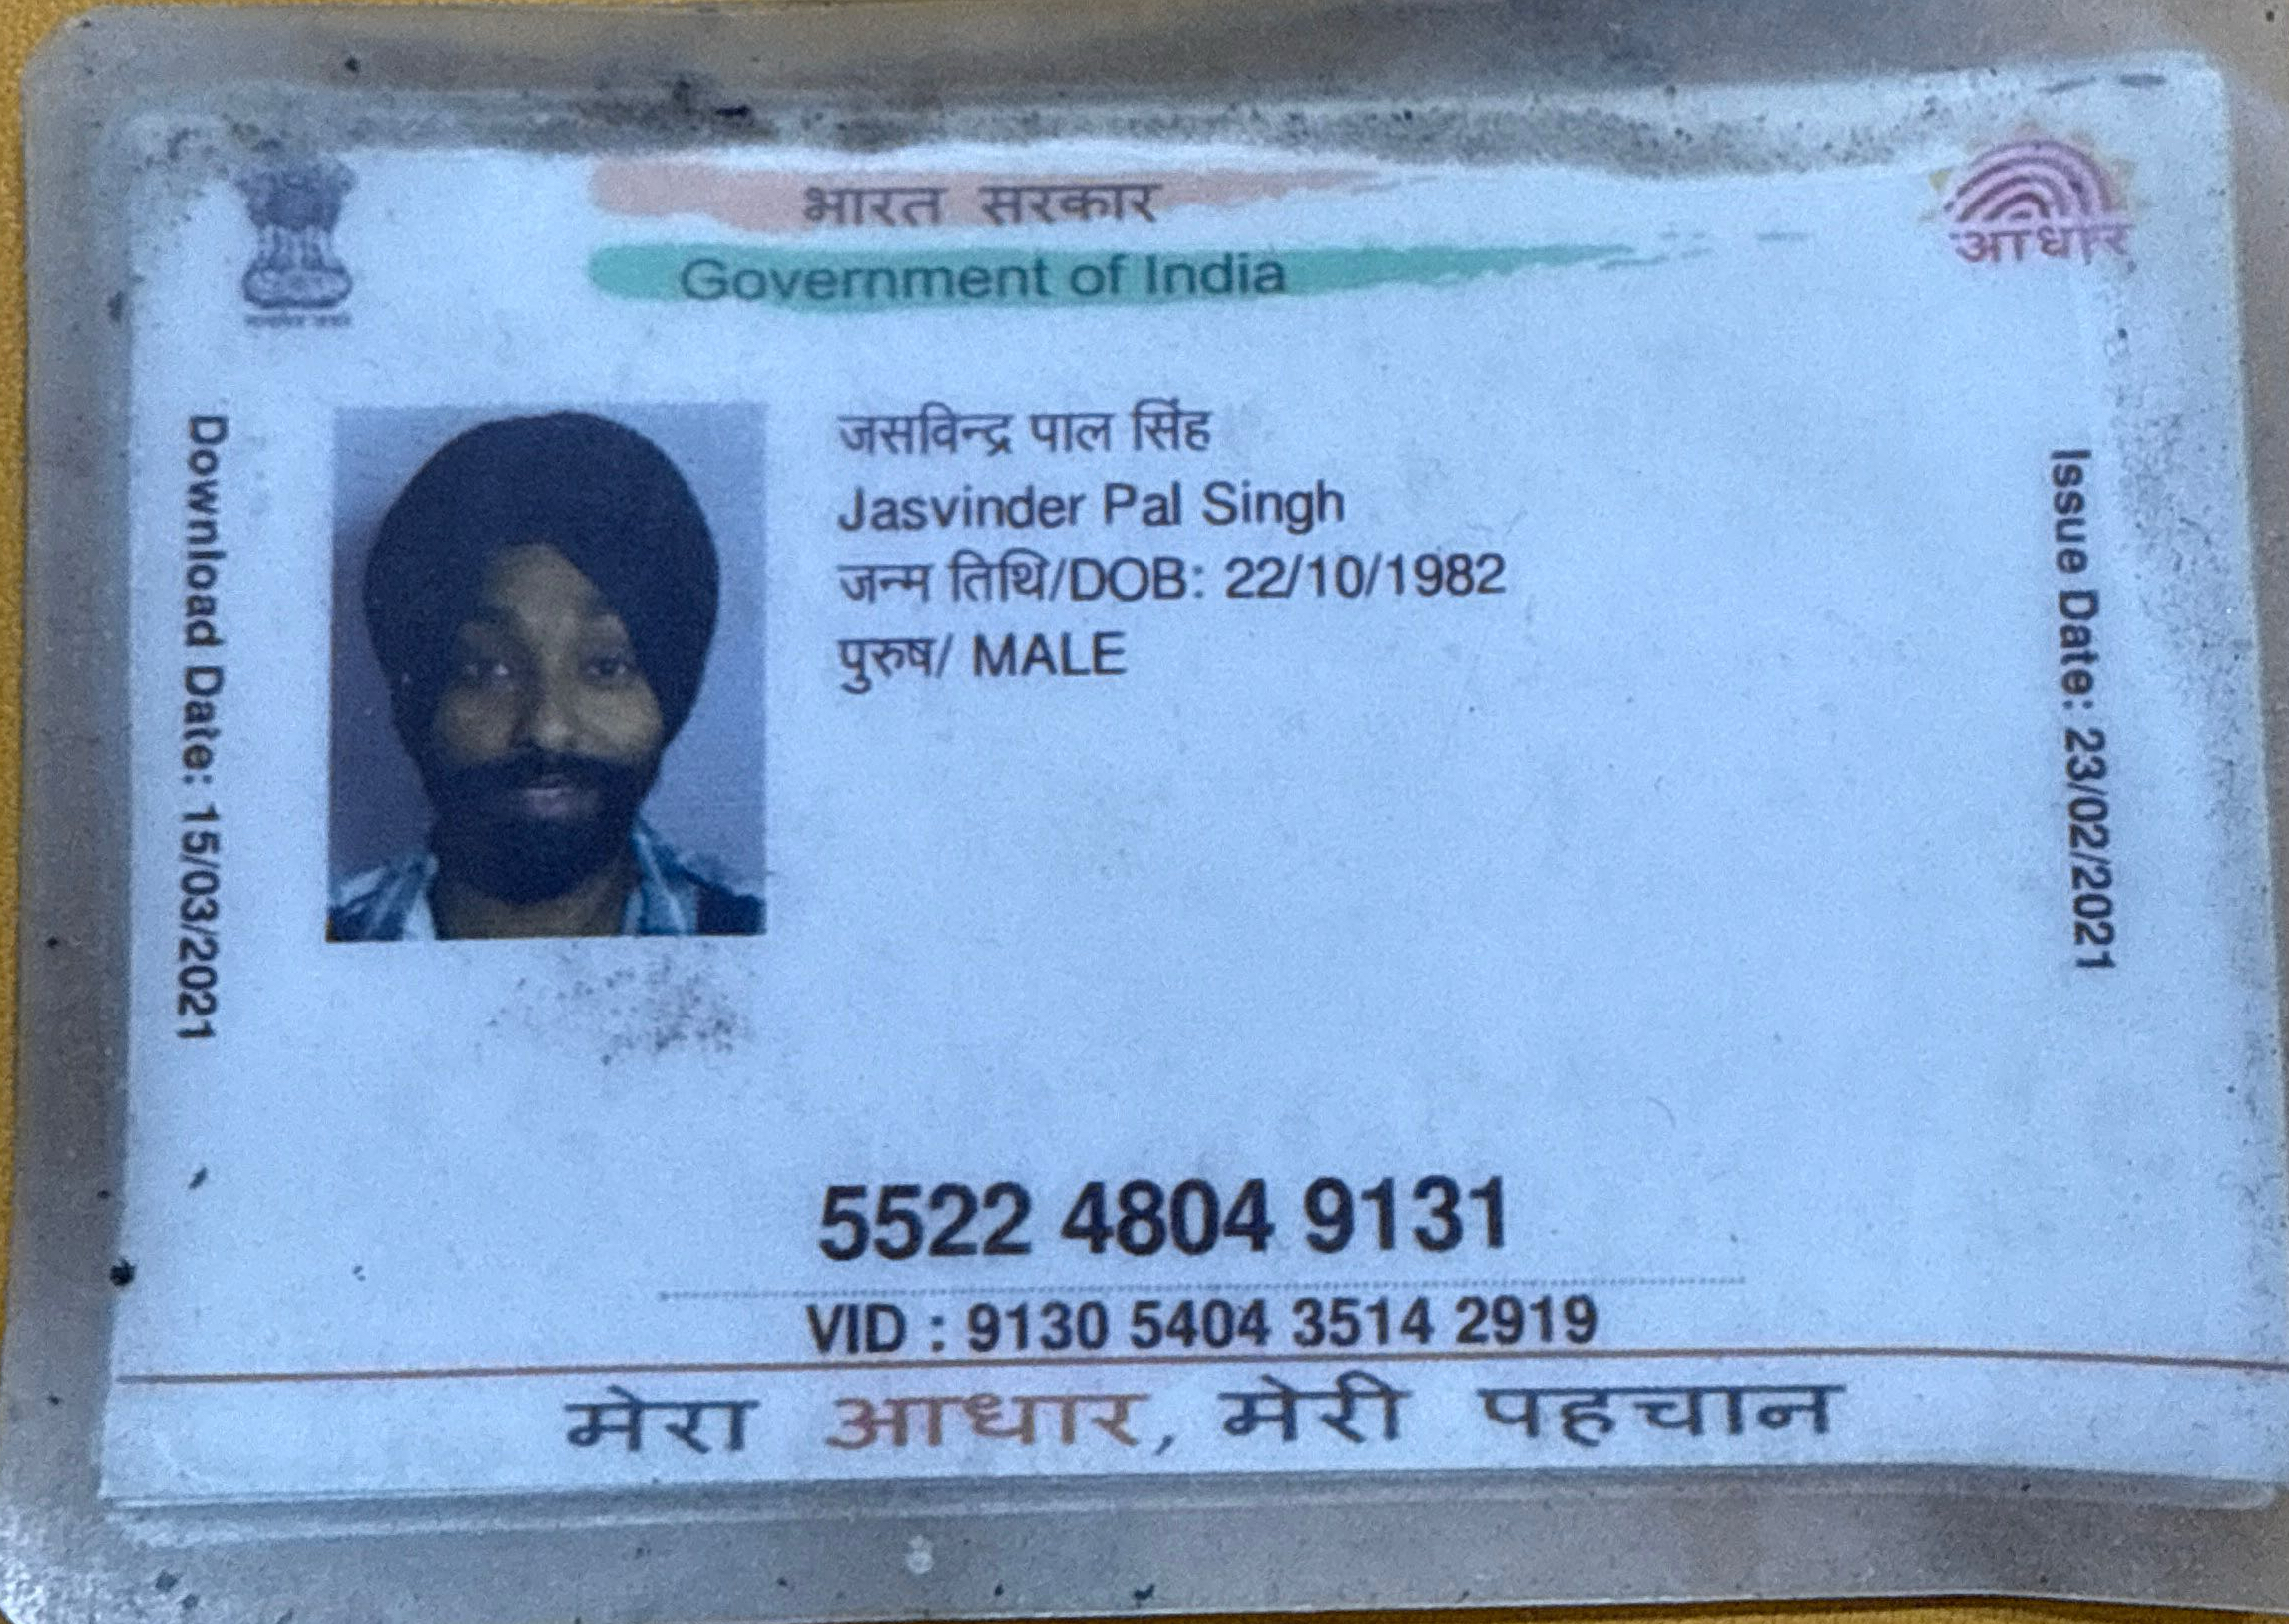 भारत सरकार
Government of India
आधार
Download Date: 15/03/2021
जसविन्द्र पाल सिंह
Jasvinder Pal Singh
जन्म तिथि/DOB: 22/10/1982
पुरुष/ MALE
Issue Date: 23/02/2021
5522 4804 9131
VID : 9130 5404 3514 2919
मेरा आधार, मेरी पहचान